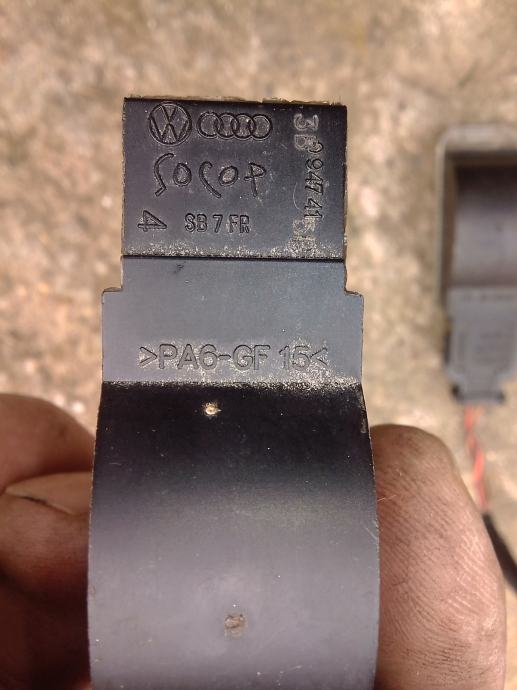 SOCOP
SB 7 FR
4
>PA6-GF 15<